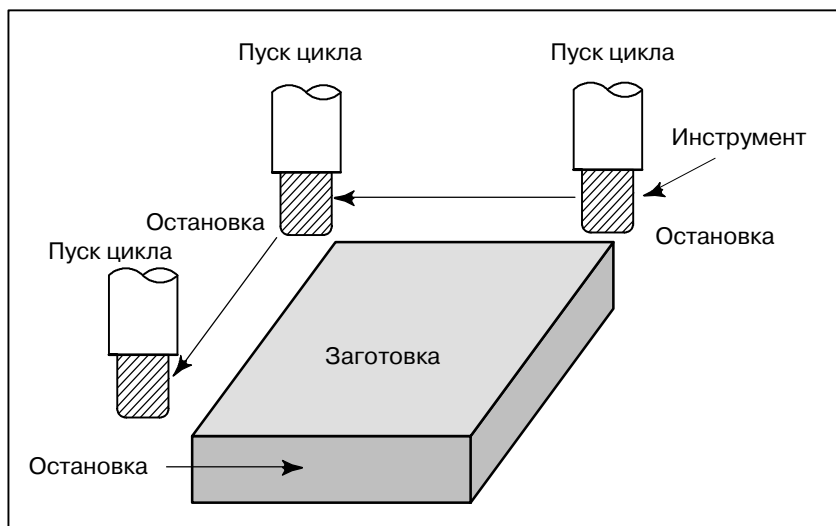 Пуск цикла
Пуск цикла
Инструмент
Остановка
Остановка
Пуск цикла
Заготовка
Остановка